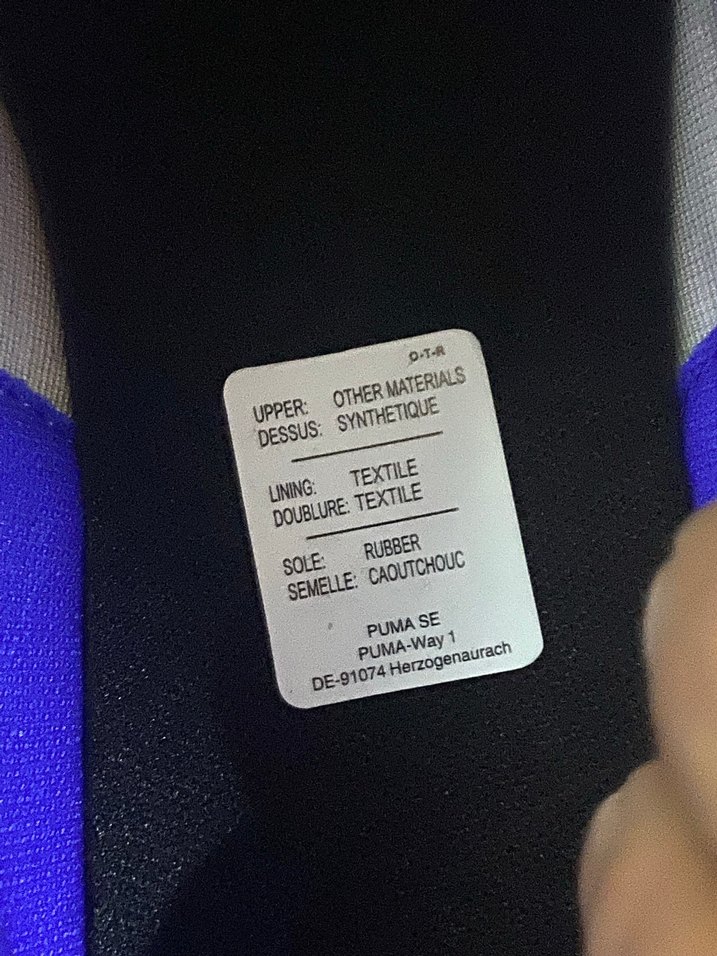 O-T-R
UPPER: OTHER MATERIALS
DESSUS: SYNTHETIQUE
LINING: TEXTILE
DOUBLURE: TEXTILE
SOLE: RUBBER
SEMELLE: CAOUTCHOUC
PUMA SE
PUMA-Way 1
DE-91074 Herzogenaurach